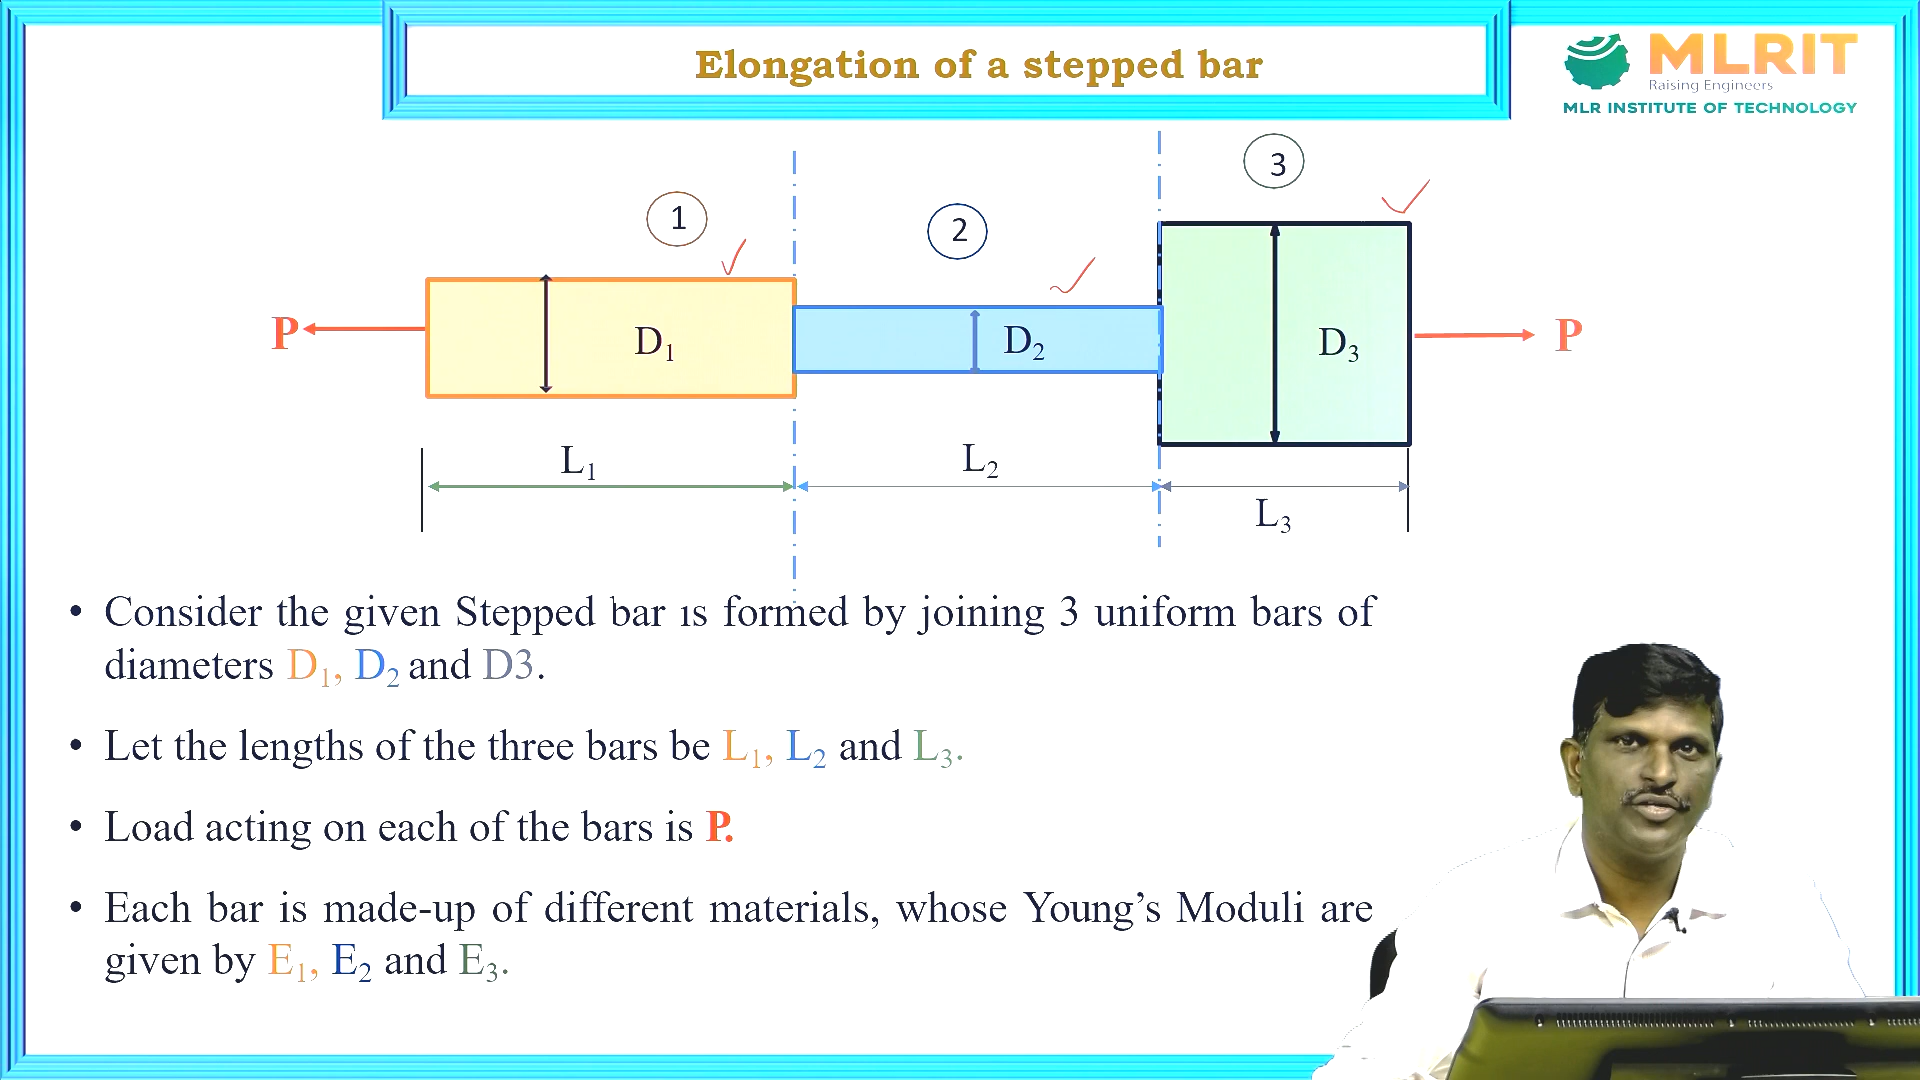 Elongation of a stepped bar
MLRIT
Raising Engineers
MLR INSTITUTE OF TECHNOLOGY
3
1
2
P
D₁
D₂
D₃
P
L₁
L₂
L₃
• Consider the given Stepped bar is formed by joining 3 uniform bars of
diameters D₁, D₂ and D3.
• Let the lengths of the three bars be L₁, L₂ and L₃.
• Load acting on each of the bars is P.
• Each bar is made-up of different materials, whose Young’s Moduli are
given by E₁, E₂ and E₃.